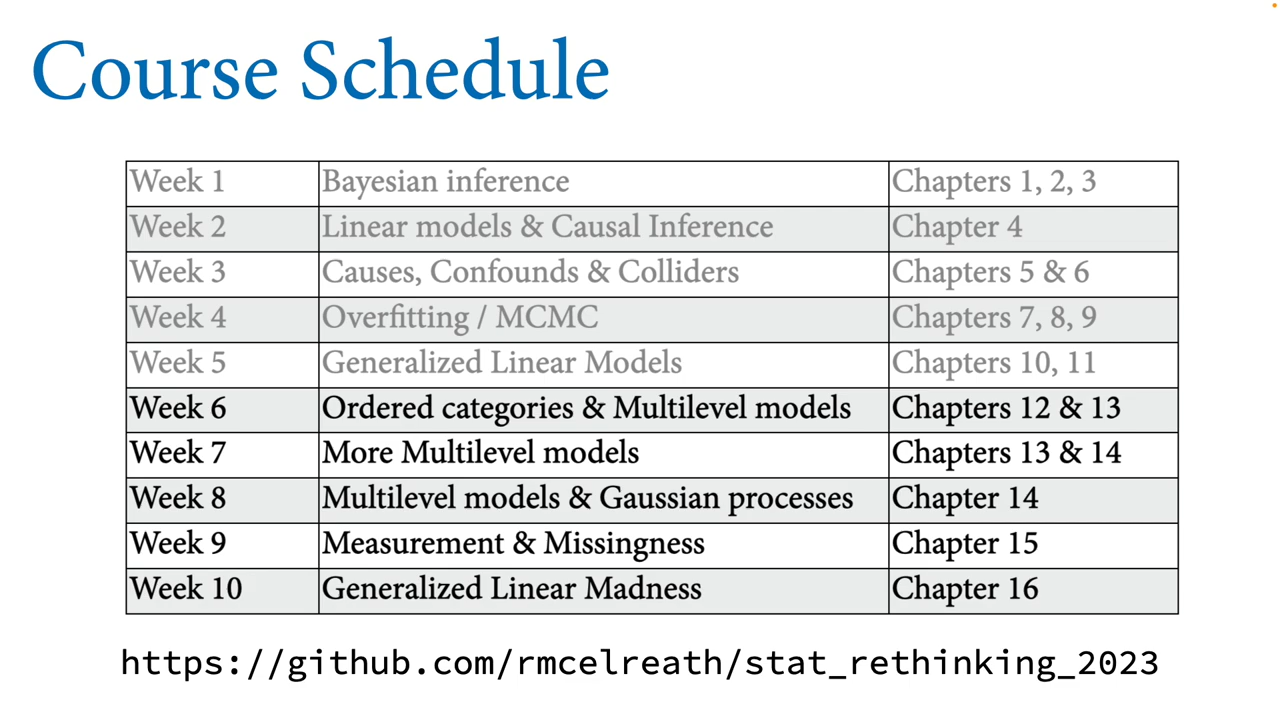 Course Schedule
Week 1 Bayesian inference Chapters 1, 2, 3
Week 2 Linear models & Causal Inference Chapter 4
Week 3 Causes, Confounds & Colliders Chapters 5 & 6
Week 4 Overfitting / MCMC Chapters 7, 8, 9
Week 5 Generalized Linear Models Chapters 10, 11
Week 6 Ordered categories & Multilevel models Chapters 12 & 13
Week 7 More Multilevel models Chapters 13 & 14
Week 8 Multilevel models & Gaussian processes Chapter 14
Week 9 Measurement & Missingness Chapter 15
Week 10 Generalized Linear Madness Chapter 16
https://github.com/rmcelreath/stat_rethinking_2023